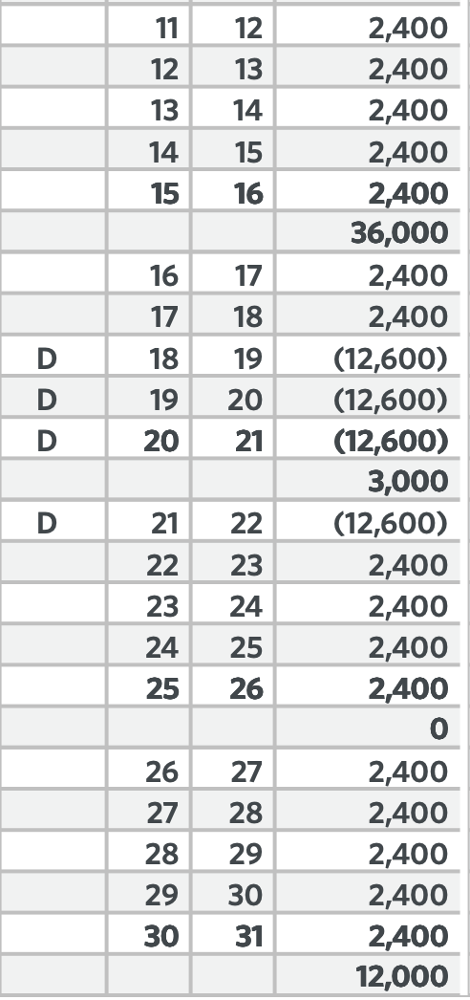 11 12 2,400
12 13 2,400
13 14 2,400
14 15 2,400
15 16 2,400
36,000
16 17 2,400
17 18 2,400
D 18 19 (12,600)
D 19 20 (12,600)
D 20 21 (12,600)
3,000
D 21 22 (12,600)
22 23 2,400
23 24 2,400
24 25 2,400
25 26 2,400
0
26 27 2,400
27 28 2,400
28 29 2,400
29 30 2,400
30 31 2,400
12,000